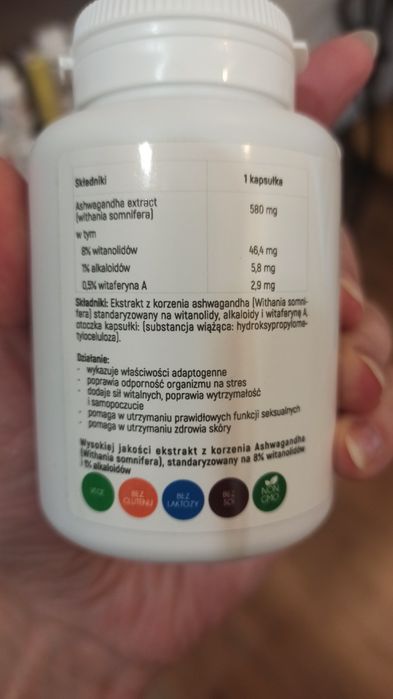 Składniki 1 kapsułka
Ashwagandha extract
(withania somnifera) 580 mg
w tym
8% witanolidów 46,4 mg
1% alkaloidów 5,8 mg
0,5% witaferyna A 2,9 mg
Składniki: Ekstrakt z korzenia ashwagandha (Withania somni-
fera) standaryzowany na witanolidy, alkaloidy i witaferynę A,
otoczka kapsułki: (substancja wiążąca: hydroksypropylome-
tyloceluloza).
Działanie:
- wykazuje właściwości adaptogenne
- poprawia odporność organizmu na stres
- dodaje sił witalnych, poprawia wytrzymałość
i samopoczucie
- pomaga w utrzymaniu prawidłowych funkcji seksualnych
- pomaga w utrzymaniu zdrowia skóry
Wysokiej jakości ekstrakt z korzenia Ashwagandha
(Withania somnifera), standaryzowany na 8% witanolidów
i 1% alkaloidów
VEGE
BEZ
GLUTENU
BEZ
LAKTOZY
BEZ
SOI
NON
GMO